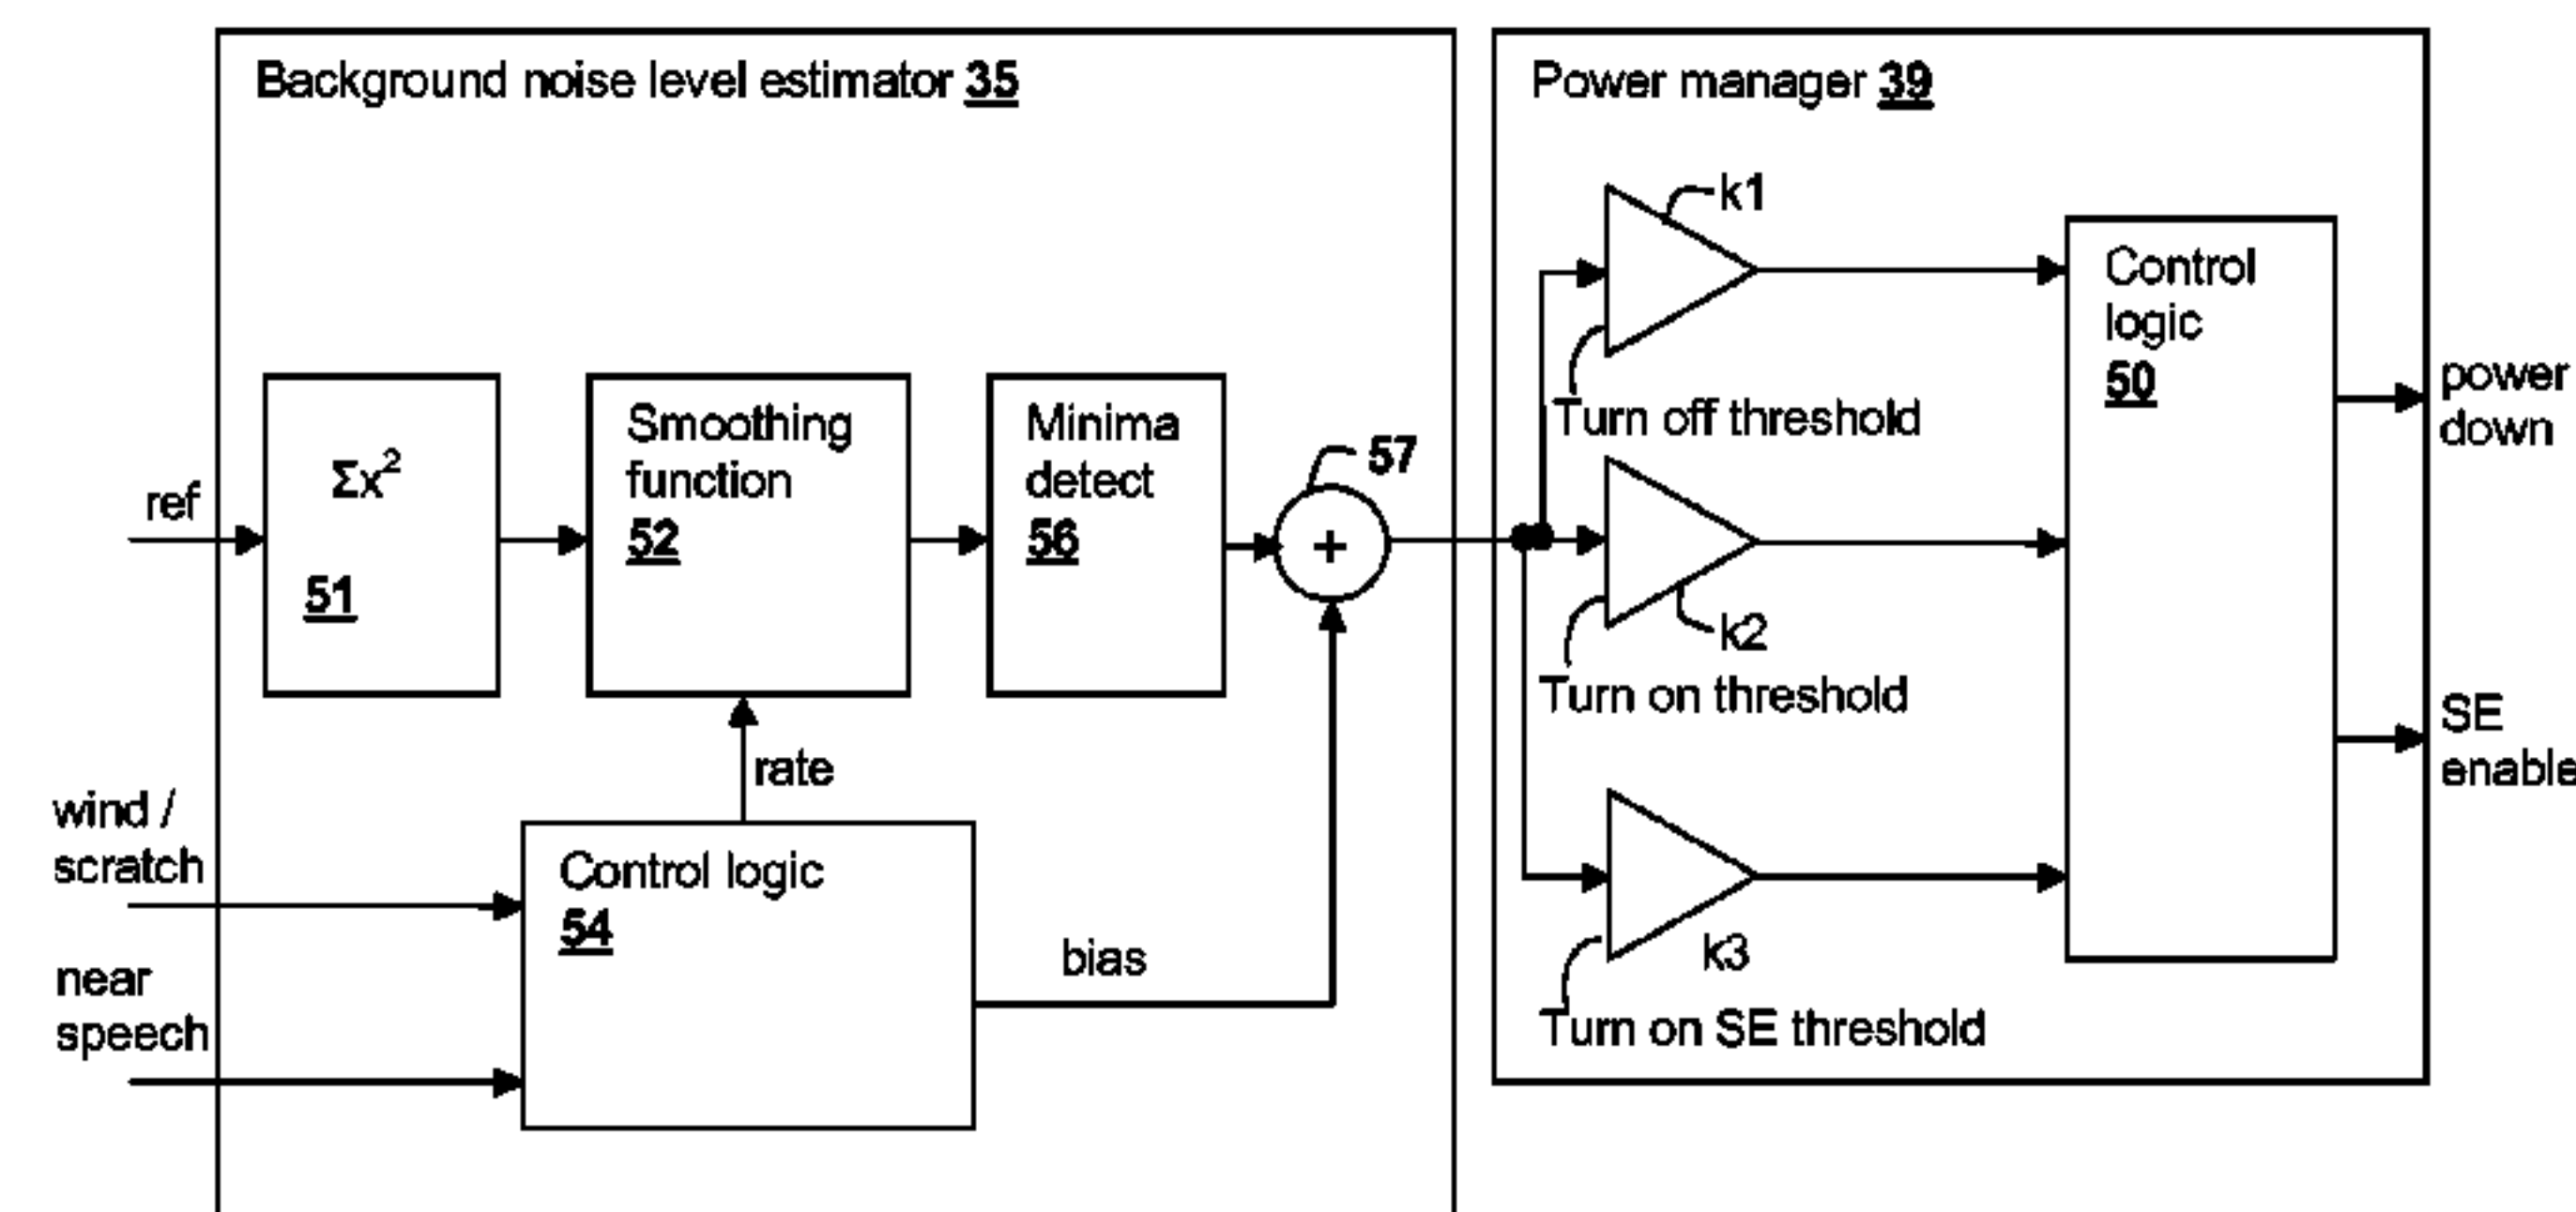 Background noise level estimator 35
Power manager 39
k1
Control
logic
50
power
down
Turn off threshold
Σx²
51
Smoothing
function
52
Minima
detect
56
57
+
ref
k2
Turn on threshold
SE
enable
rate
wind /
scratch
Control logic
54
bias
near
speech
k3
Turn on SE threshold